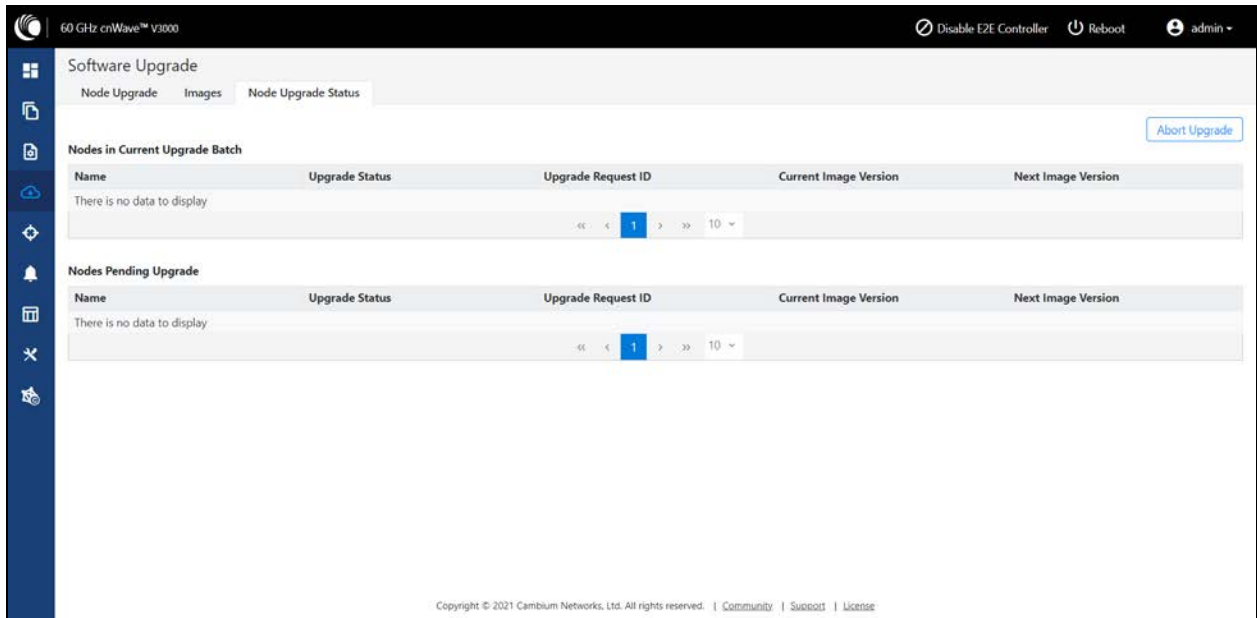 60 GHz cnWave™ V3000 Disable E2E Controller Reboot admin
Software Upgrade
Node Upgrade Images Node Upgrade Status
Abort Upgrade
Nodes in Current Upgrade Batch
Name Upgrade Status Upgrade Request ID Current Image Version Next Image Version
There is no data to display
« ‹ 1 › » 10
Nodes Pending Upgrade
Name Upgrade Status Upgrade Request ID Current Image Version Next Image Version
There is no data to display
« ‹ 1 › » 10
Copyright © 2021 Cambium Networks, Ltd. All rights reserved. | Community | Support | License